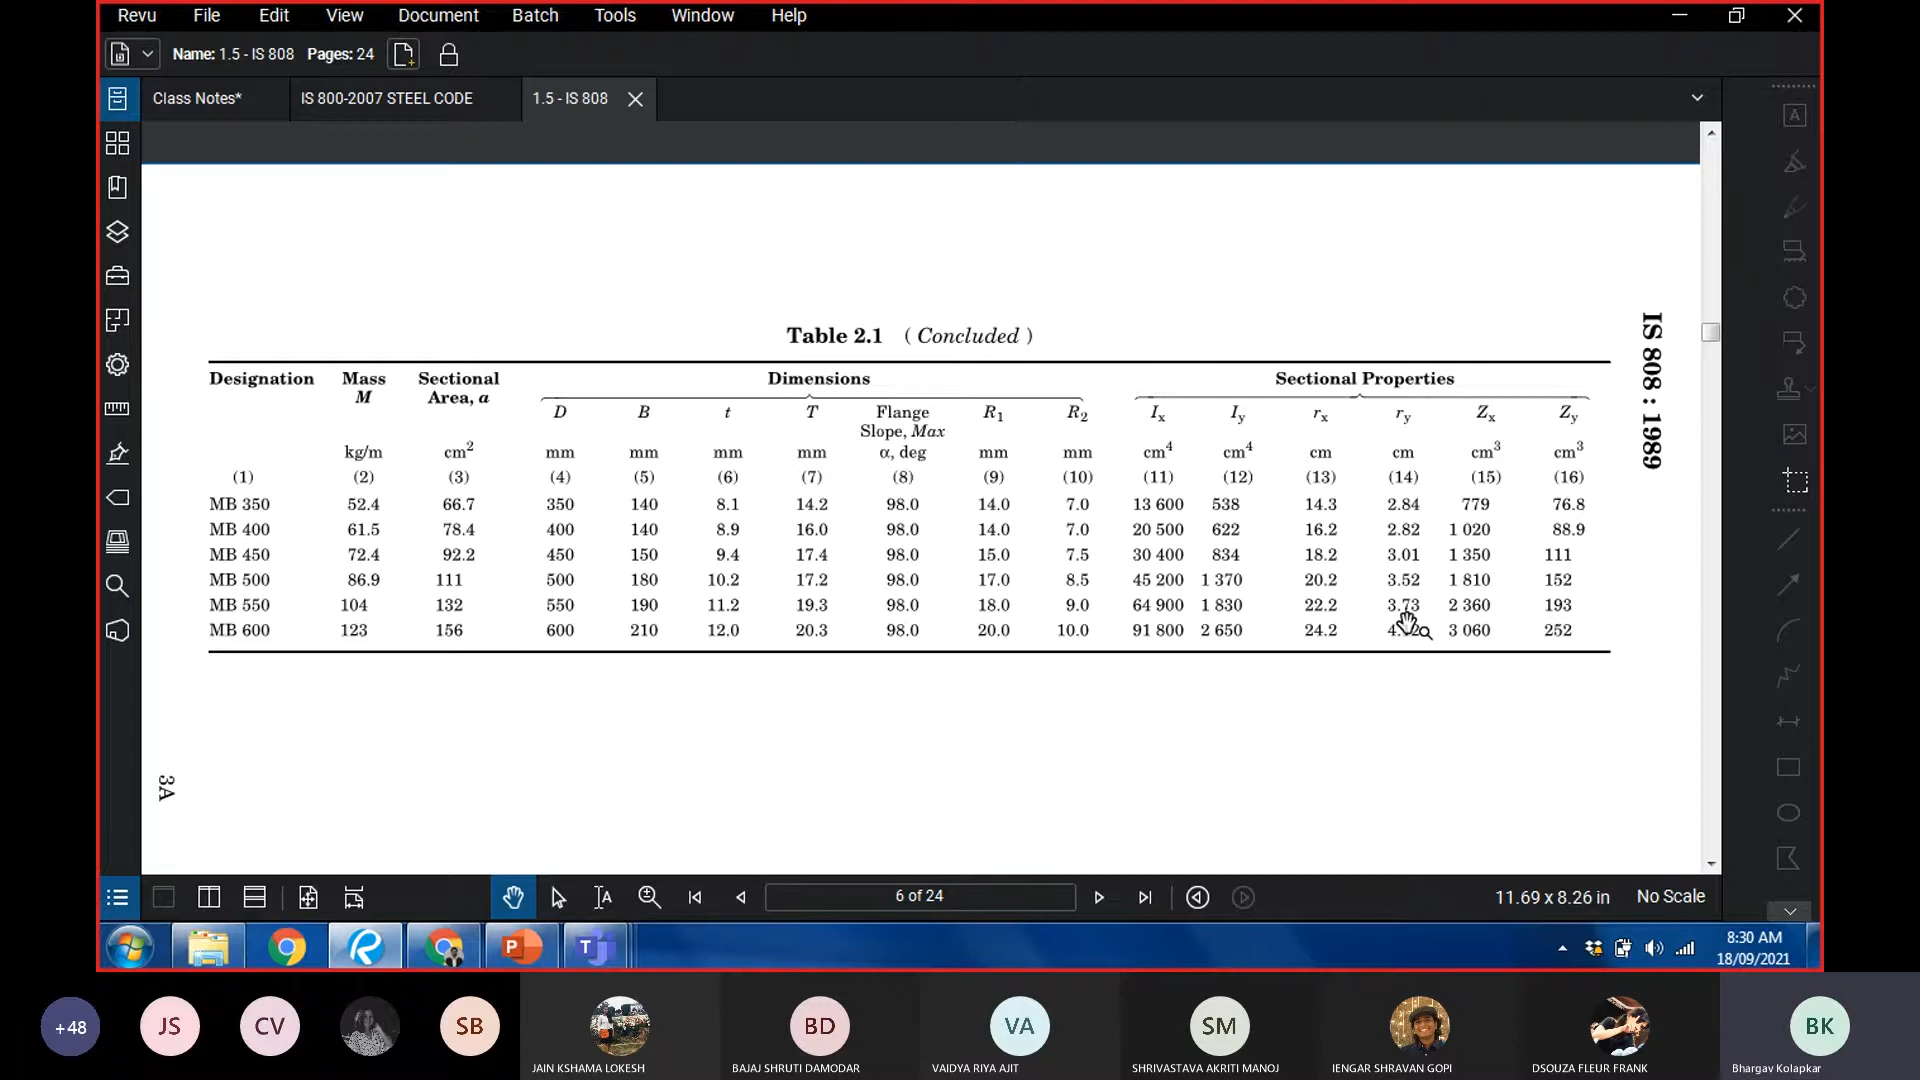 Revu File Edit View Document Batch Tools Window Help
Name: 1.5 - IS 808 Pages: 24
Class Notes* IS 800-2007 STEEL CODE 1.5 - IS 808
Table 2.1 ( Concluded )
IS 808 : 1989
Designation Mass Sectional Dimensions Sectional Properties
M Area, a
D B t T Flange R1 R2 Ix Iy rx ry Zx Zy
Slope, Max
kg/m cm2 mm mm mm mm α, deg mm mm cm4 cm4 cm cm cm3 cm3
(1) (2) (3) (4) (5) (6) (7) (8) (9) (10) (11) (12) (13) (14) (15) (16)
MB 350 52.4 66.7 350 140 8.1 14.2 98.0 14.0 7.0 13 600 538 14.3 2.84 779 76.8
MB 400 61.5 78.4 400 140 8.9 16.0 98.0 14.0 7.0 20 500 622 16.2 2.82 1 020 88.9
MB 450 72.4 92.2 450 150 9.4 17.4 98.0 15.0 7.5 30 400 834 18.2 3.01 1 350 111
MB 500 86.9 111 500 180 10.2 17.2 98.0 17.0 8.5 45 200 1 370 20.2 3.52 1 810 152
MB 550 104 132 550 190 11.2 19.3 98.0 18.0 9.0 64 900 1 830 22.2 3.73 2 360 193
MB 600 123 156 600 210 12.0 20.3 98.0 20.0 10.0 91 800 2 650 24.2 3 060 252
3A
6 of 24 11.69 x 8.26 in No Scale
8:30 AM
18/09/2021
+48 JS CV SB BD VA SM BK
JAIN KSHAMA LOKESH BAJAJ SHRUTI DAMODAR VAIDYA RIYA AJIT SHRIVASTAVA AKRITI MANOJ IENGAR SHRAVAN GOPI DSOUZA FLEUR FRANK Bhargav Kolapkar